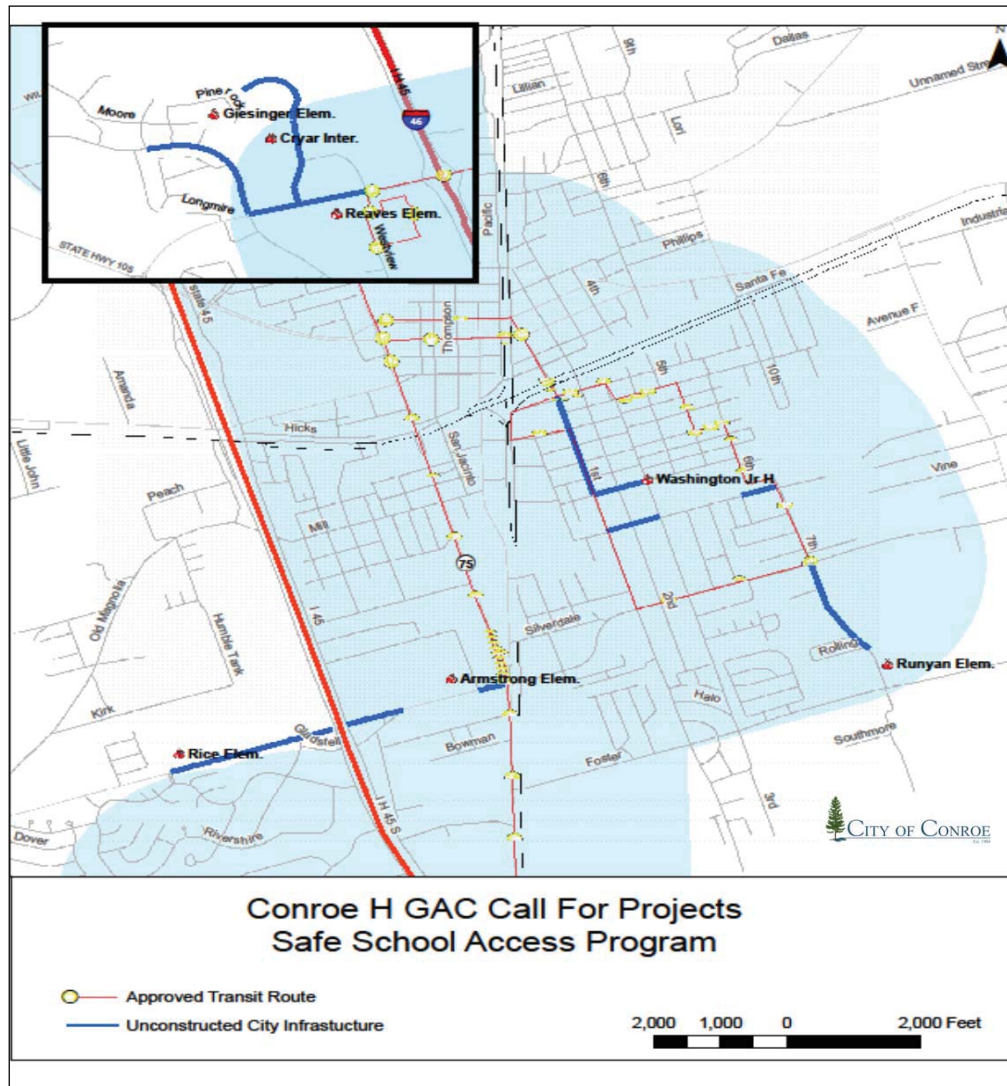 Pine rock
Moore
Giesinger Elem.
Cryar Inter.
Longmire
Reaves Elem.
Westview
I H 45
45
9th
Dallas
Unnamed Str
N
Lillian
Lori
6th
Pacific
Phillips
Industria
Santa Fe
4th
Avenue F
STATE HWY 105
state 45
Thompson
5th
10th
Amanda
Hicks
San Jacinto
Little John
1st
Washington Jr H
6th
Vine
Peach
Mill
7th
75
Old Magnolia
I 45
2nd
Humble Tank
Silverdale
Rolling
Runyan Elem.
Armstrong Elem.
Halo
Kirk
Gladstell
Bowman
Southmore
Rice Elem.
Foster
3rd
I H 45 S
Dover
Rivershire
CITY OF CONROE
Conroe H GAC Call For Projects
Safe School Access Program
Approved Transit Route
Unconstructed City Infrastucture
2,000 1,000 0 2,000 Feet